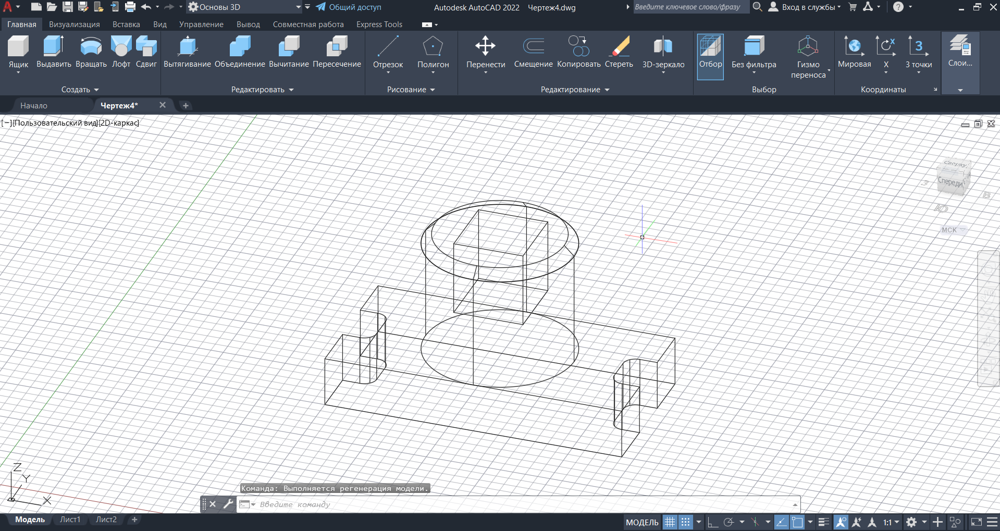 Основы 3D
Общий доступ
Autodesk AutoCAD 2022 Чертеж4.dwg
Введите ключевое слово/фразу
Вход в службы
Главная Визуализация Вставка Вид Управление Вывод Совместная работа Express Tools
Ящик Выдавить Вращать Лофт Сдвиг Вытягивание Объединение Вычитание Пересечение Отрезок Полигон Перенести Смещение Копировать Стереть 3D-зеркало Отбор Без фильтра Гизмо переноса Мировая X 3 точки Слои...
Создать Редактировать Рисование Редактирование Выбор Координаты
Начало Чертеж4*
[−][Пользовательский вид][2D-каркас]
Сверху
Спереди
З
В
Ю
МСК
Z
Y
X
Команда: Выполняется регенерация модели.
Введите команду
Модель Лист1 Лист2
МОДЕЛЬ
1:1